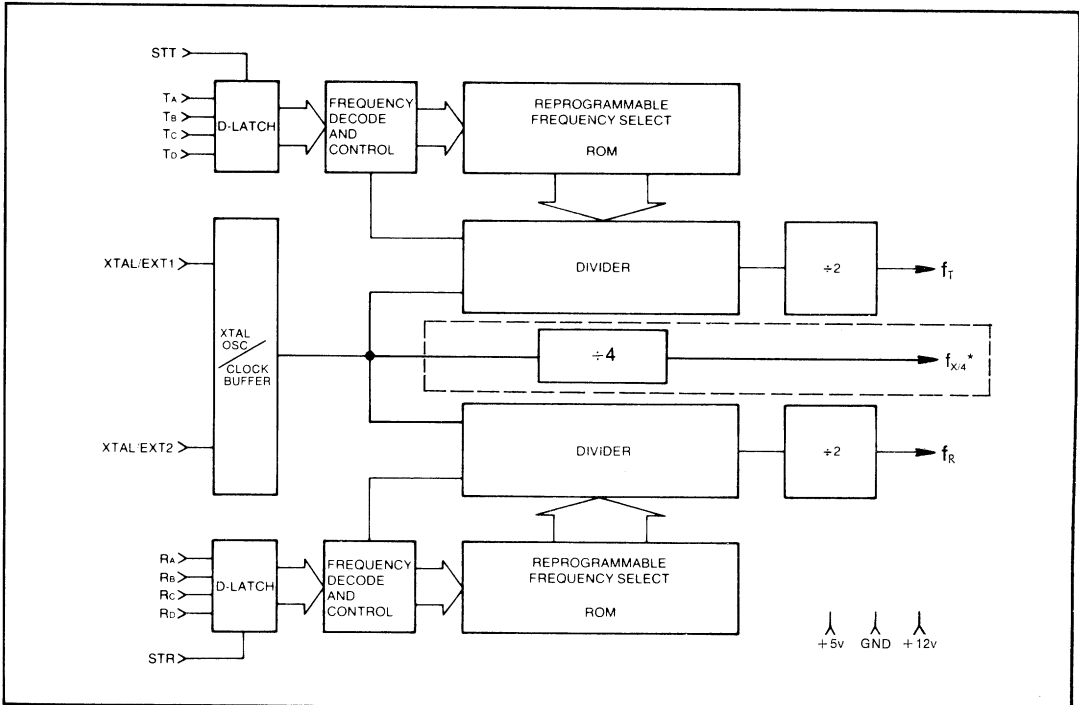 STT
TA
TB
TC
TD
D-LATCH
FREQUENCY
DECODE
AND
CONTROL
REPROGRAMMABLE
FREQUENCY SELECT
ROM
XTAL/EXT1
XTAL/EXT2
XTAL
OSC
CLOCK
BUFFER
DIVIDER
÷2
fT
÷4
fX/4*
DIVIDER
÷2
fR
RA
RB
RC
RD
STR
D-LATCH
FREQUENCY
DECODE
AND
CONTROL
REPROGRAMMABLE
FREQUENCY SELECT
ROM
+5v GND +12v